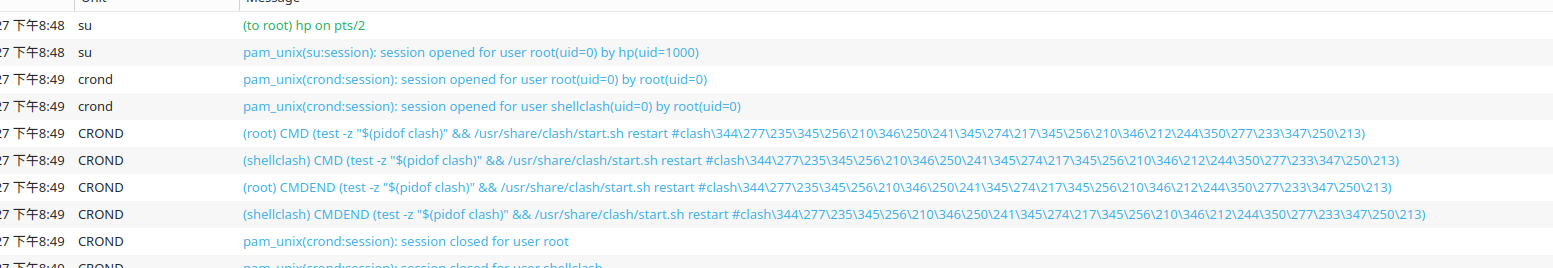 Unit Message
27 下午8:48 su (to root) hp on pts/2
27 下午8:48 su pam_unix(su:session): session opened for user root(uid=0) by hp(uid=1000)
27 下午8:49 crond pam_unix(crond:session): session opened for user root(uid=0) by root(uid=0)
27 下午8:49 crond pam_unix(crond:session): session opened for user shellclash(uid=0) by root(uid=0)
27 下午8:49 CROND (root) CMD (test -z "$(pidof clash)" && /usr/share/clash/start.sh restart #clash\344\277\235\345\256\210\346\250\241\345\274\217\345\256\210\346\212\244\350\277\233\347\250\213)
27 下午8:49 CROND (shellclash) CMD (test -z "$(pidof clash)" && /usr/share/clash/start.sh restart #clash\344\277\235\345\256\210\346\250\241\345\274\217\345\256\210\346\212\244\350\277\233\347\250\213)
27 下午8:49 CROND (root) CMDEND (test -z "$(pidof clash)" && /usr/share/clash/start.sh restart #clash\344\277\235\345\256\210\346\250\241\345\274\217\345\256\210\346\212\244\350\277\233\347\250\213)
27 下午8:49 CROND (shellclash) CMDEND (test -z "$(pidof clash)" && /usr/share/clash/start.sh restart #clash\344\277\235\345\256\210\346\250\241\345\274\217\345\256\210\346\212\244\350\277\233\347\250\213)
27 下午8:49 CROND pam_unix(crond:session): session closed for user root
27 下午8:49 CROND pam_unix(crond:session): session closed for user shellclash